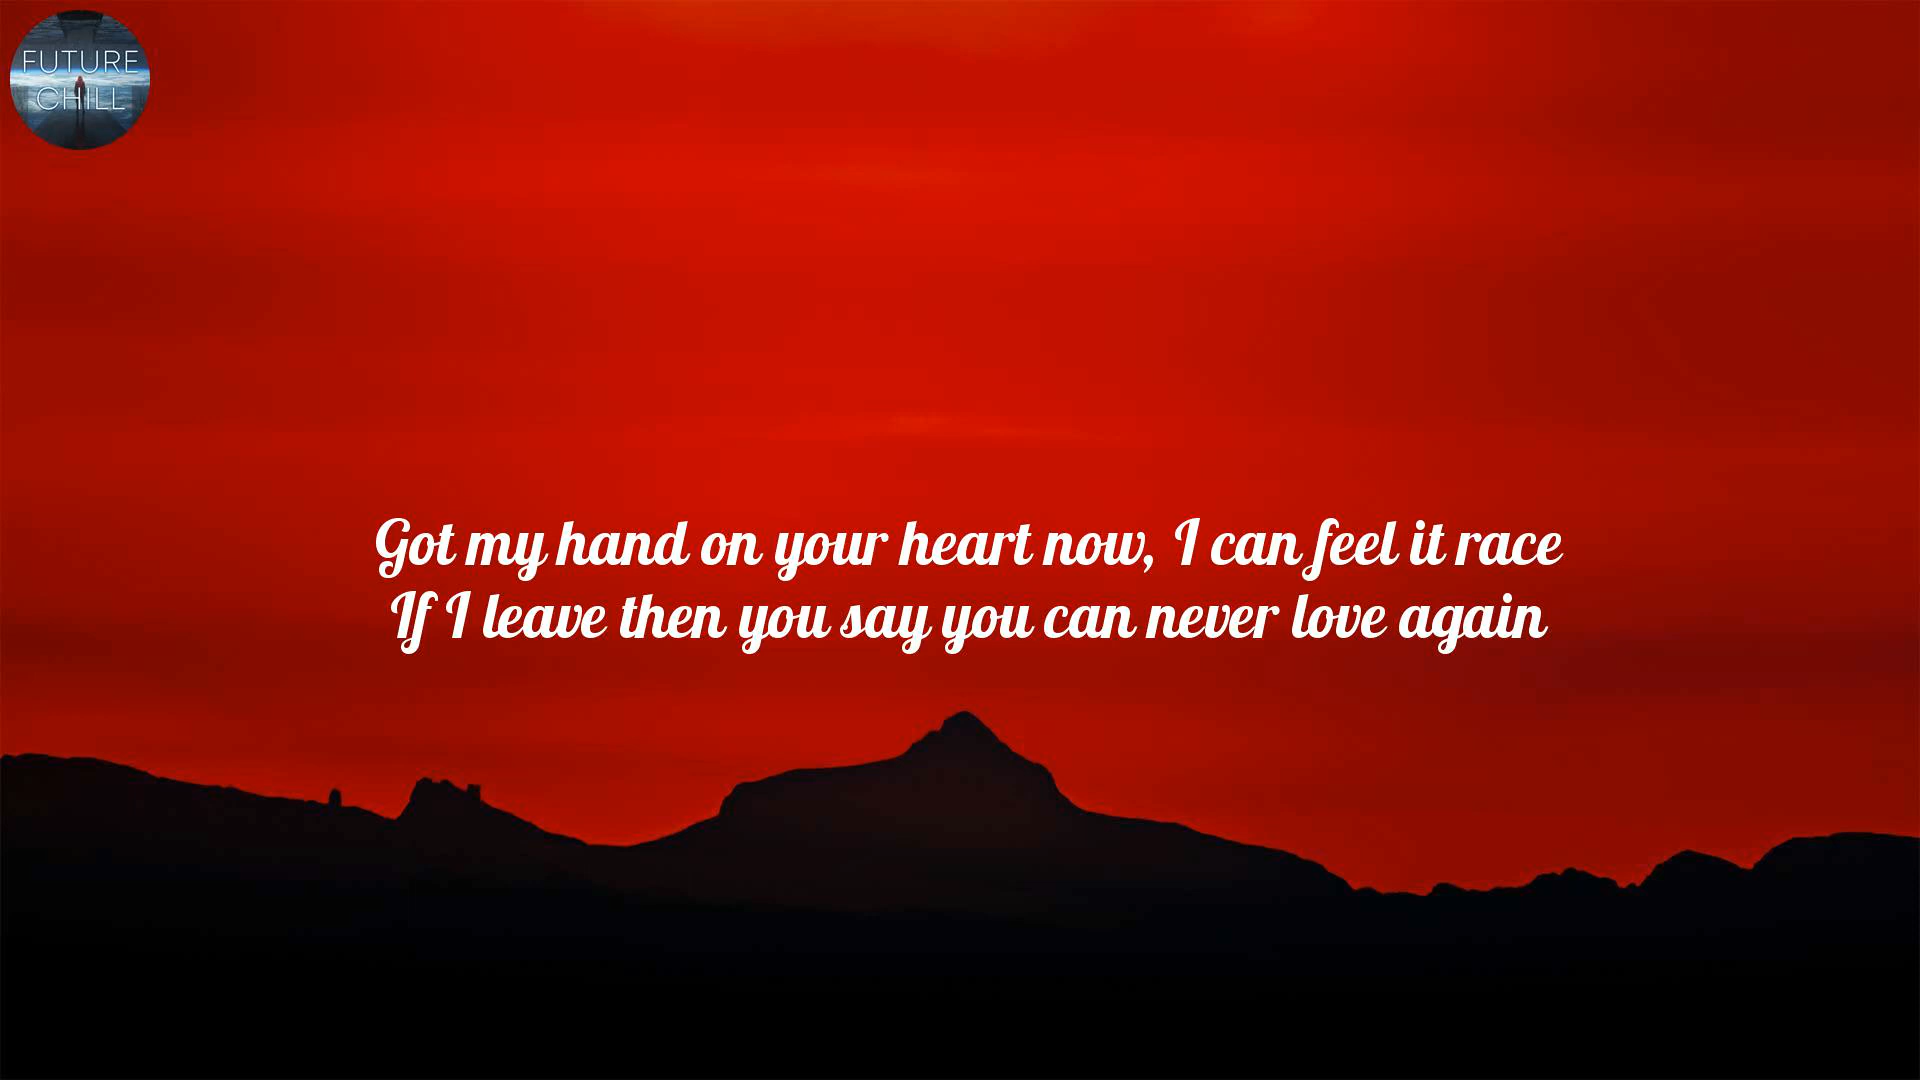 FUTURE
CHILL
Got my hand on your heart now, I can feel it race
If I leave then you say you can never love again